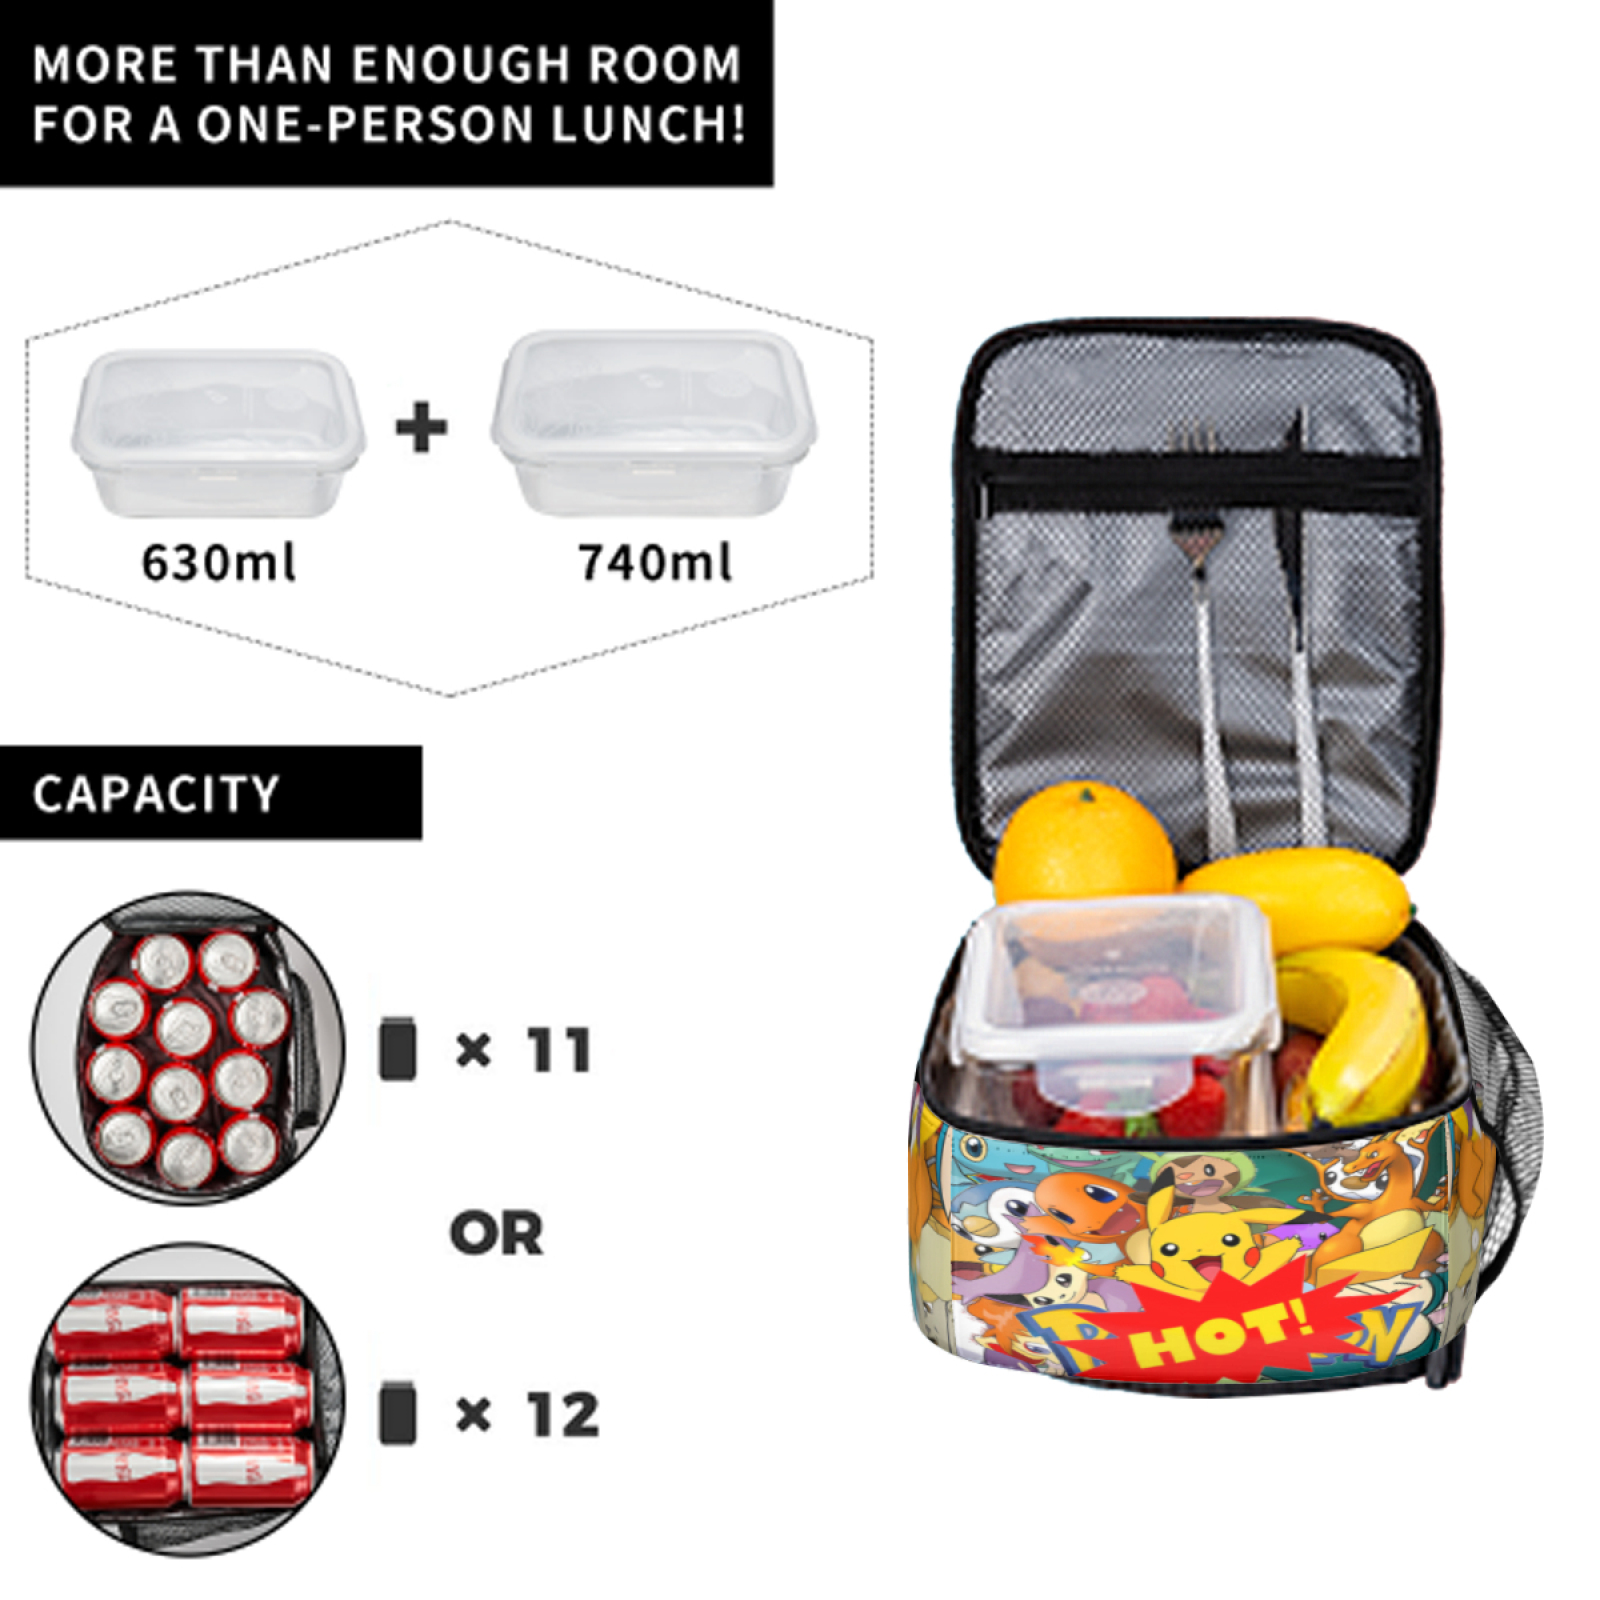 MORE THAN ENOUGH ROOM
FOR A ONE-PERSON LUNCH!
630ml
740ml
CAPACITY
× 11
OR
× 12
HOT!